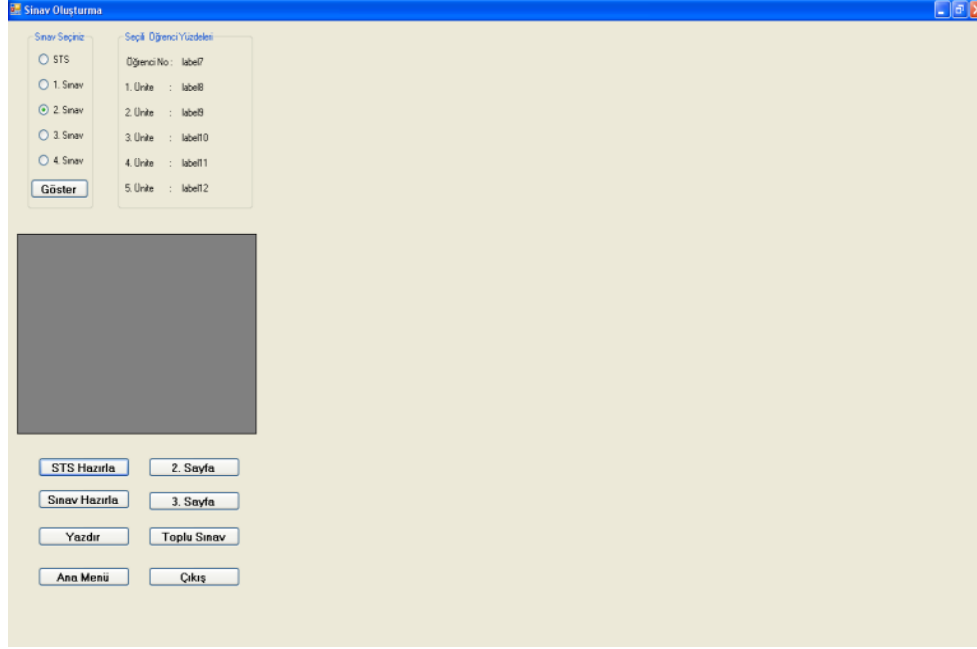 Sinav Oluşturma
Sınav Seçiniz
STS
1. Sınav
2. Sınav
3. Sınav
4. Sınav
Göster
Seçili Öğrenci Yüzdeleri
Öğrenci No : label7
1. Ünite : label8
2. Ünite : label9
3. Ünite : label10
4. Ünite : label11
5. Ünite : label12
STS Hazırla
2. Sayfa
Sınav Hazırla
3. Sayfa
Yazdır
Toplu Sınav
Ana Menü
Çıkış